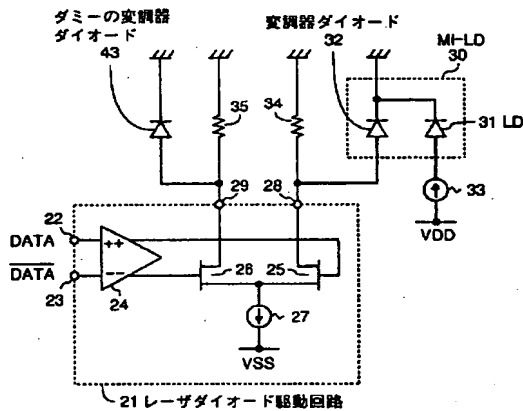 ダミーの変調器
ダイオード
43
変調器ダイオード
32
MI-LD
30
35
34
31 LD
33
VDD
29
28
22
DATA
DATA
23
++
--
24
26
25
27
VSS
21 レーザダイオード駆動回路